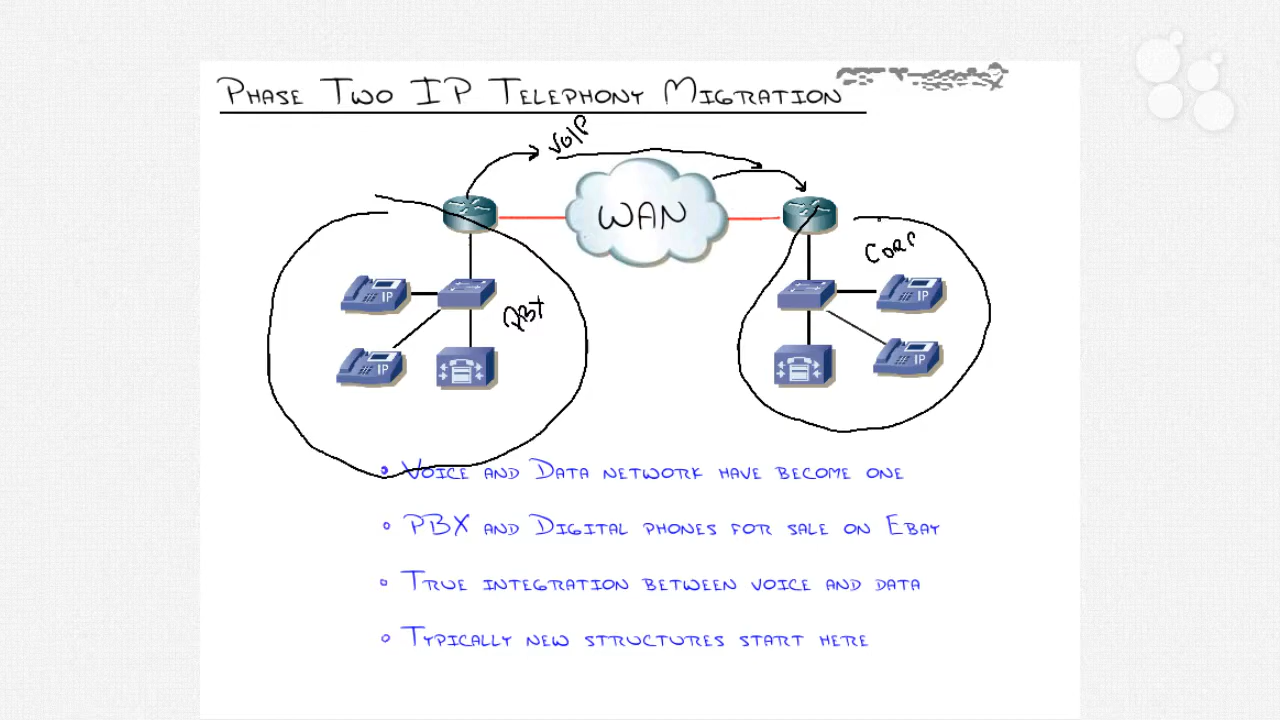 PHASE TWO IP TELEPHONY MIGRATION
VOIP
WAN
CORP
IP
IP
PBX
IP
IP
• VOICE AND DATA NETWORK HAVE BECOME ONE
• PBX AND DIGITAL PHONES FOR SALE ON EBAY
• TRUE INTEGRATION BETWEEN VOICE AND DATA
• TYPICALLY NEW STRUCTURES START HERE